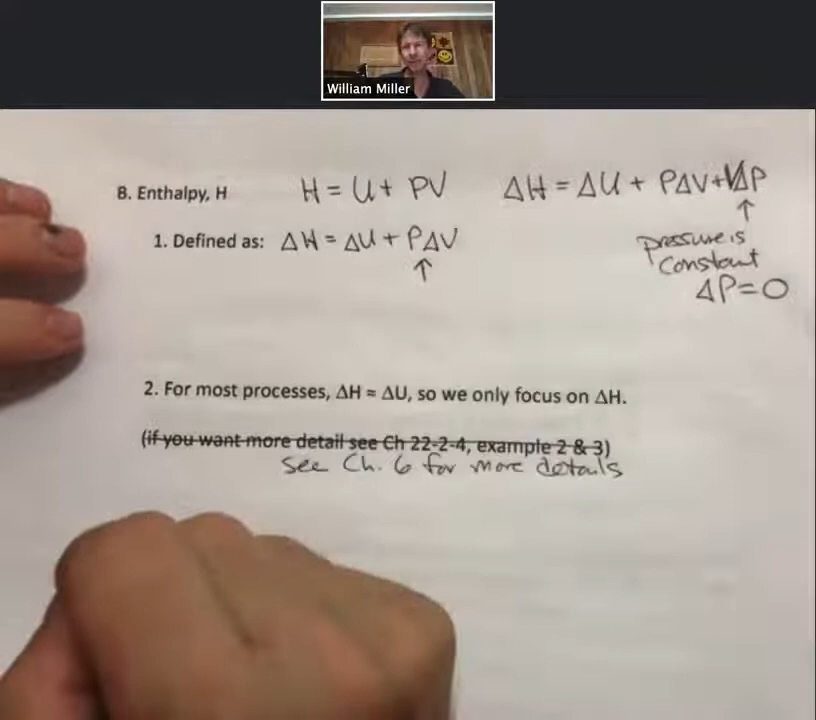 William Miller
B. Enthalpy, H H = U + PV ΔH = ΔU + PΔV + VΔP
↑
1. Defined as: ΔH = ΔU + PΔV
↑
pressure is
constant
ΔP = 0
2. For most processes, ΔH ≈ ΔU, so we only focus on ΔH.
(if you want more detail see Ch 22-2-4, example 2 & 3)
see Ch. 6 for more details